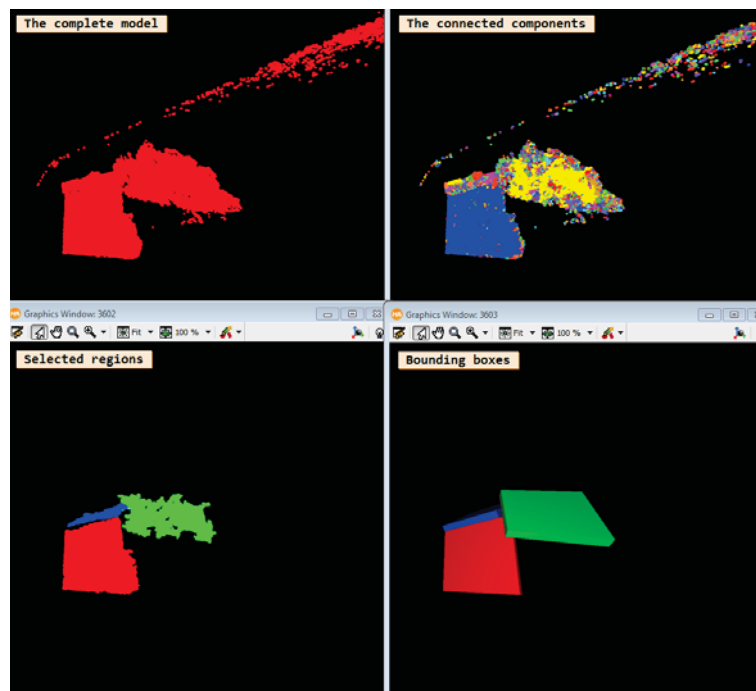 The complete model
The connected components
Graphics Window: 3602
Graphics Window: 3603
Fit
100 %
Fit
100 %
Selected regions
Bounding boxes